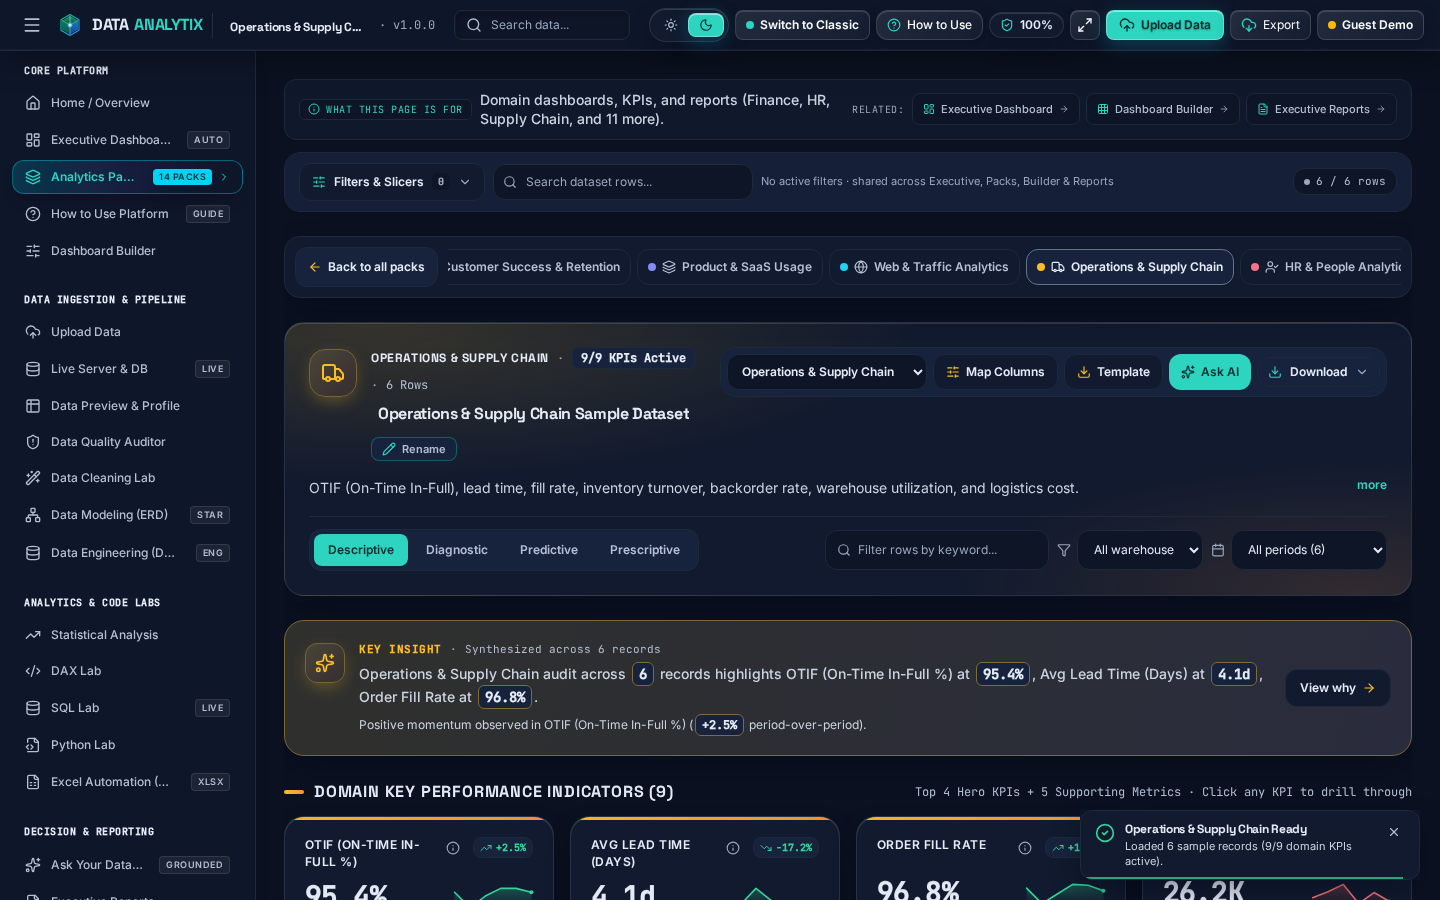 DATA ANALYTIX
Operations & Supply C...
· v1.0.0
Search data...
Switch to Classic
How to Use
100%
Upload Data
Export
Guest Demo
CORE PLATFORM
Home / Overview
Executive Dashboa... AUTO
Analytics Pa... 14 PACKS
How to Use Platform GUIDE
Dashboard Builder
DATA INGESTION & PIPELINE
Upload Data
Live Server & DB LIVE
Data Preview & Profile
Data Quality Auditor
Data Cleaning Lab
Data Modeling (ERD) STAR
Data Engineering (D... ENG
ANALYTICS & CODE LABS
Statistical Analysis
DAX Lab
SQL Lab LIVE
Python Lab
Excel Automation (... XLSX
DECISION & REPORTING
Ask Your Data... GROUNDED
Executive Reports
WHAT THIS PAGE IS FOR
Domain dashboards, KPIs, and reports (Finance, HR,
Supply Chain, and 11 more).
RELATED:
Executive Dashboard →
Dashboard Builder →
Executive Reports →
Filters & Slicers 0
Search dataset rows...
No active filters · shared across Executive, Packs, Builder & Reports
6 / 6 rows
← Back to all packs
Customer Success & Retention
Product & SaaS Usage
Web & Traffic Analytics
Operations & Supply Chain
HR & People Analytic
OPERATIONS & SUPPLY CHAIN · 9/9 KPIs Active
· 6 Rows
Operations & Supply Chain Sample Dataset
Rename
Operations & Supply Chain
Map Columns
Template
Ask AI
Download
OTIF (On-Time In-Full), lead time, fill rate, inventory turnover, backorder rate, warehouse utilization, and logistics cost.
more
Descriptive
Diagnostic
Predictive
Prescriptive
Filter rows by keyword...
All warehouse
All periods (6)
KEY INSIGHT · Synthesized across 6 records
Operations & Supply Chain audit across 6 records highlights OTIF (On-Time In-Full %) at 95.4%, Avg Lead Time (Days) at 4.1d,
Order Fill Rate at 96.8%.
Positive momentum observed in OTIF (On-Time In-Full %) (+2.5% period-over-period).
View why →
DOMAIN KEY PERFORMANCE INDICATORS (9)
Top 4 Hero KPIs + 5 Supporting Metrics · Click any KPI to drill through
OTIF (ON-TIME IN-
FULL %)
+2.5%
95.4%
AVG LEAD TIME
(DAYS)
-17.2%
4.1d
ORDER FILL RATE
+1
96.8%
26.2K
Operations & Supply Chain Ready
Loaded 6 sample records (9/9 domain KPIs
active).